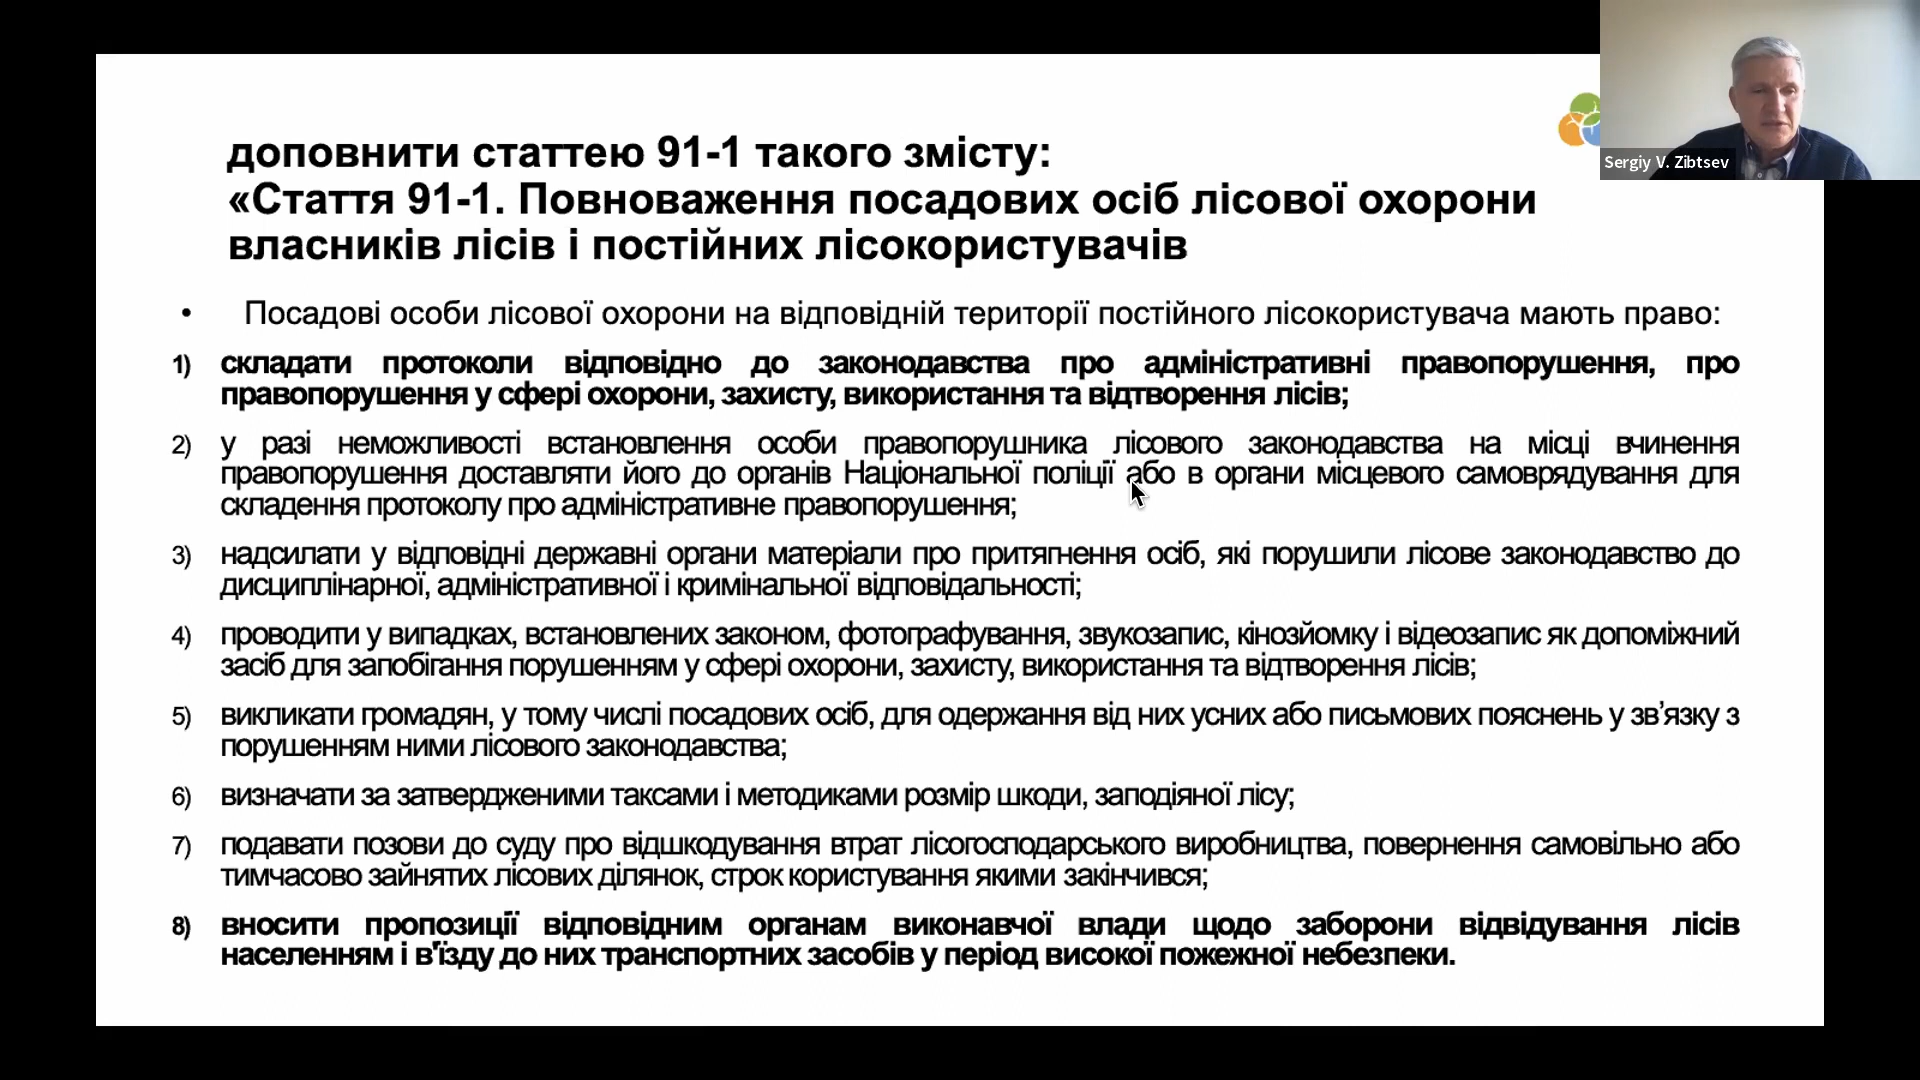 доповнити статтею 91-1 такого змісту:
«Стаття 91-1. Повноваження посадових осіб лісової охорони
власників лісів і постійних лісокористувачів
Sergiy V. Zibtsev
• Посадові особи лісової охорони на відповідній території постійного лісокористувача мають право:
1) складати протоколи відповідно до законодавства про адміністративні правопорушення, про
правопорушення у сфері охорони, захисту, використання та відтворення лісів;
2) у разі неможливості встановлення особи правопорушника лісового законодавства на місці вчинення
правопорушення доставляти його до органів Національної поліції або в органи місцевого самоврядування для
складення протоколу про адміністративне правопорушення;
3) надсилати у відповідні державні органи матеріали про притягнення осіб, які порушили лісове законодавство до
дисциплінарної, адміністративної і кримінальної відповідальності;
4) проводити у випадках, встановлених законом, фотографування, звукозапис, кінозйомку і відеозапис як допоміжний
засіб для запобігання порушенням у сфері охорони, захисту, використання та відтворення лісів;
5) викликати громадян, у тому числі посадових осіб, для одержання від них усних або письмових пояснень у зв’язку з
порушенням ними лісового законодавства;
6) визначати за затвердженими таксами і методиками розмір шкоди, заподіяної лісу;
7) подавати позови до суду про відшкодування втрат лісогосподарського виробництва, повернення самовільно або
тимчасово зайнятих лісових ділянок, строк користування якими закінчився;
8) вносити пропозиції відповідним органам виконавчої влади щодо заборони відвідування лісів
населенням і в'їзду до них транспортних засобів у період високої пожежної небезпеки.